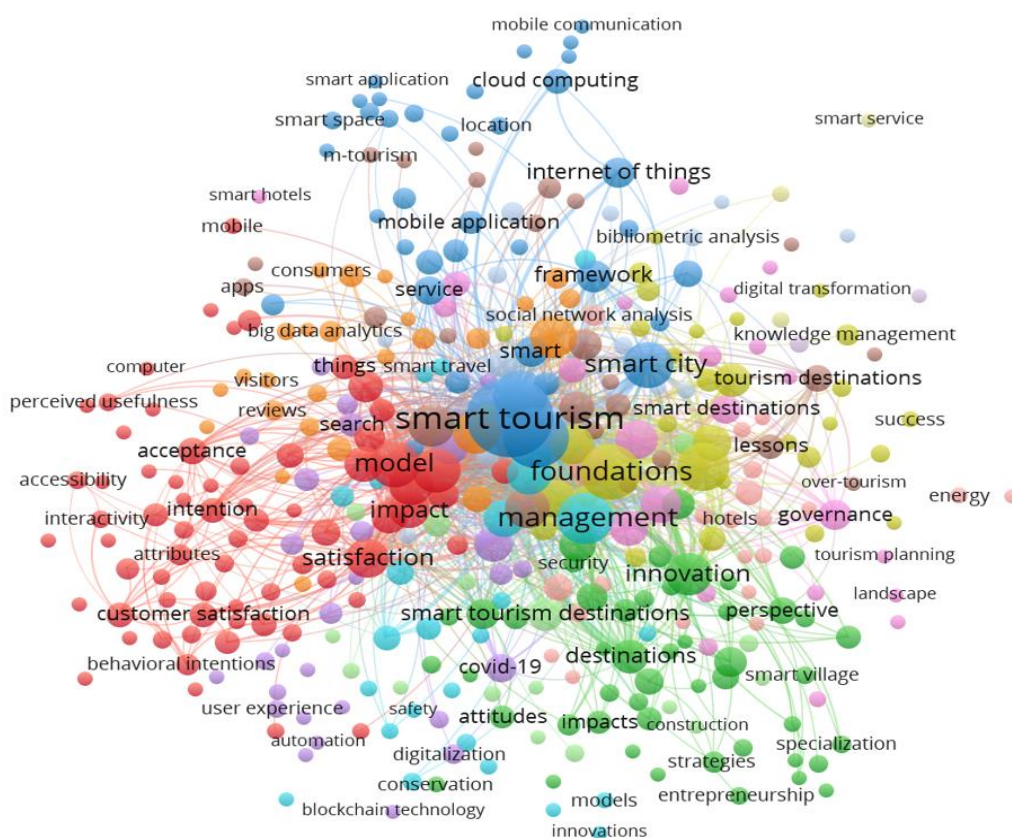 mobile communication
smart application
cloud computing
smart space
location
smart service
m-tourism
internet of things
smart hotels
mobile
mobile application
bibliometric analysis
consumers
framework
apps
service
digital transformation
social network analysis
big data analytics
knowledge management
smart
things
smart travel
smart city
computer
tourism destinations
visitors
perceived usefulness
reviews
smart tourism
smart destinations
search
success
acceptance
lessons
model
foundations
accessibility
over-tourism
energy
intention
impact
management
interactivity
hotels
governance
attributes
satisfaction
security
tourism planning
innovation
landscape
customer satisfaction
smart tourism destinations
perspective
behavioral intentions
covid-19
destinations
smart village
user experience
safety
attitudes
impacts
construction
automation
digitalization
specialization
strategies
conservation
entrepreneurship
models
blockchain technology
innovations